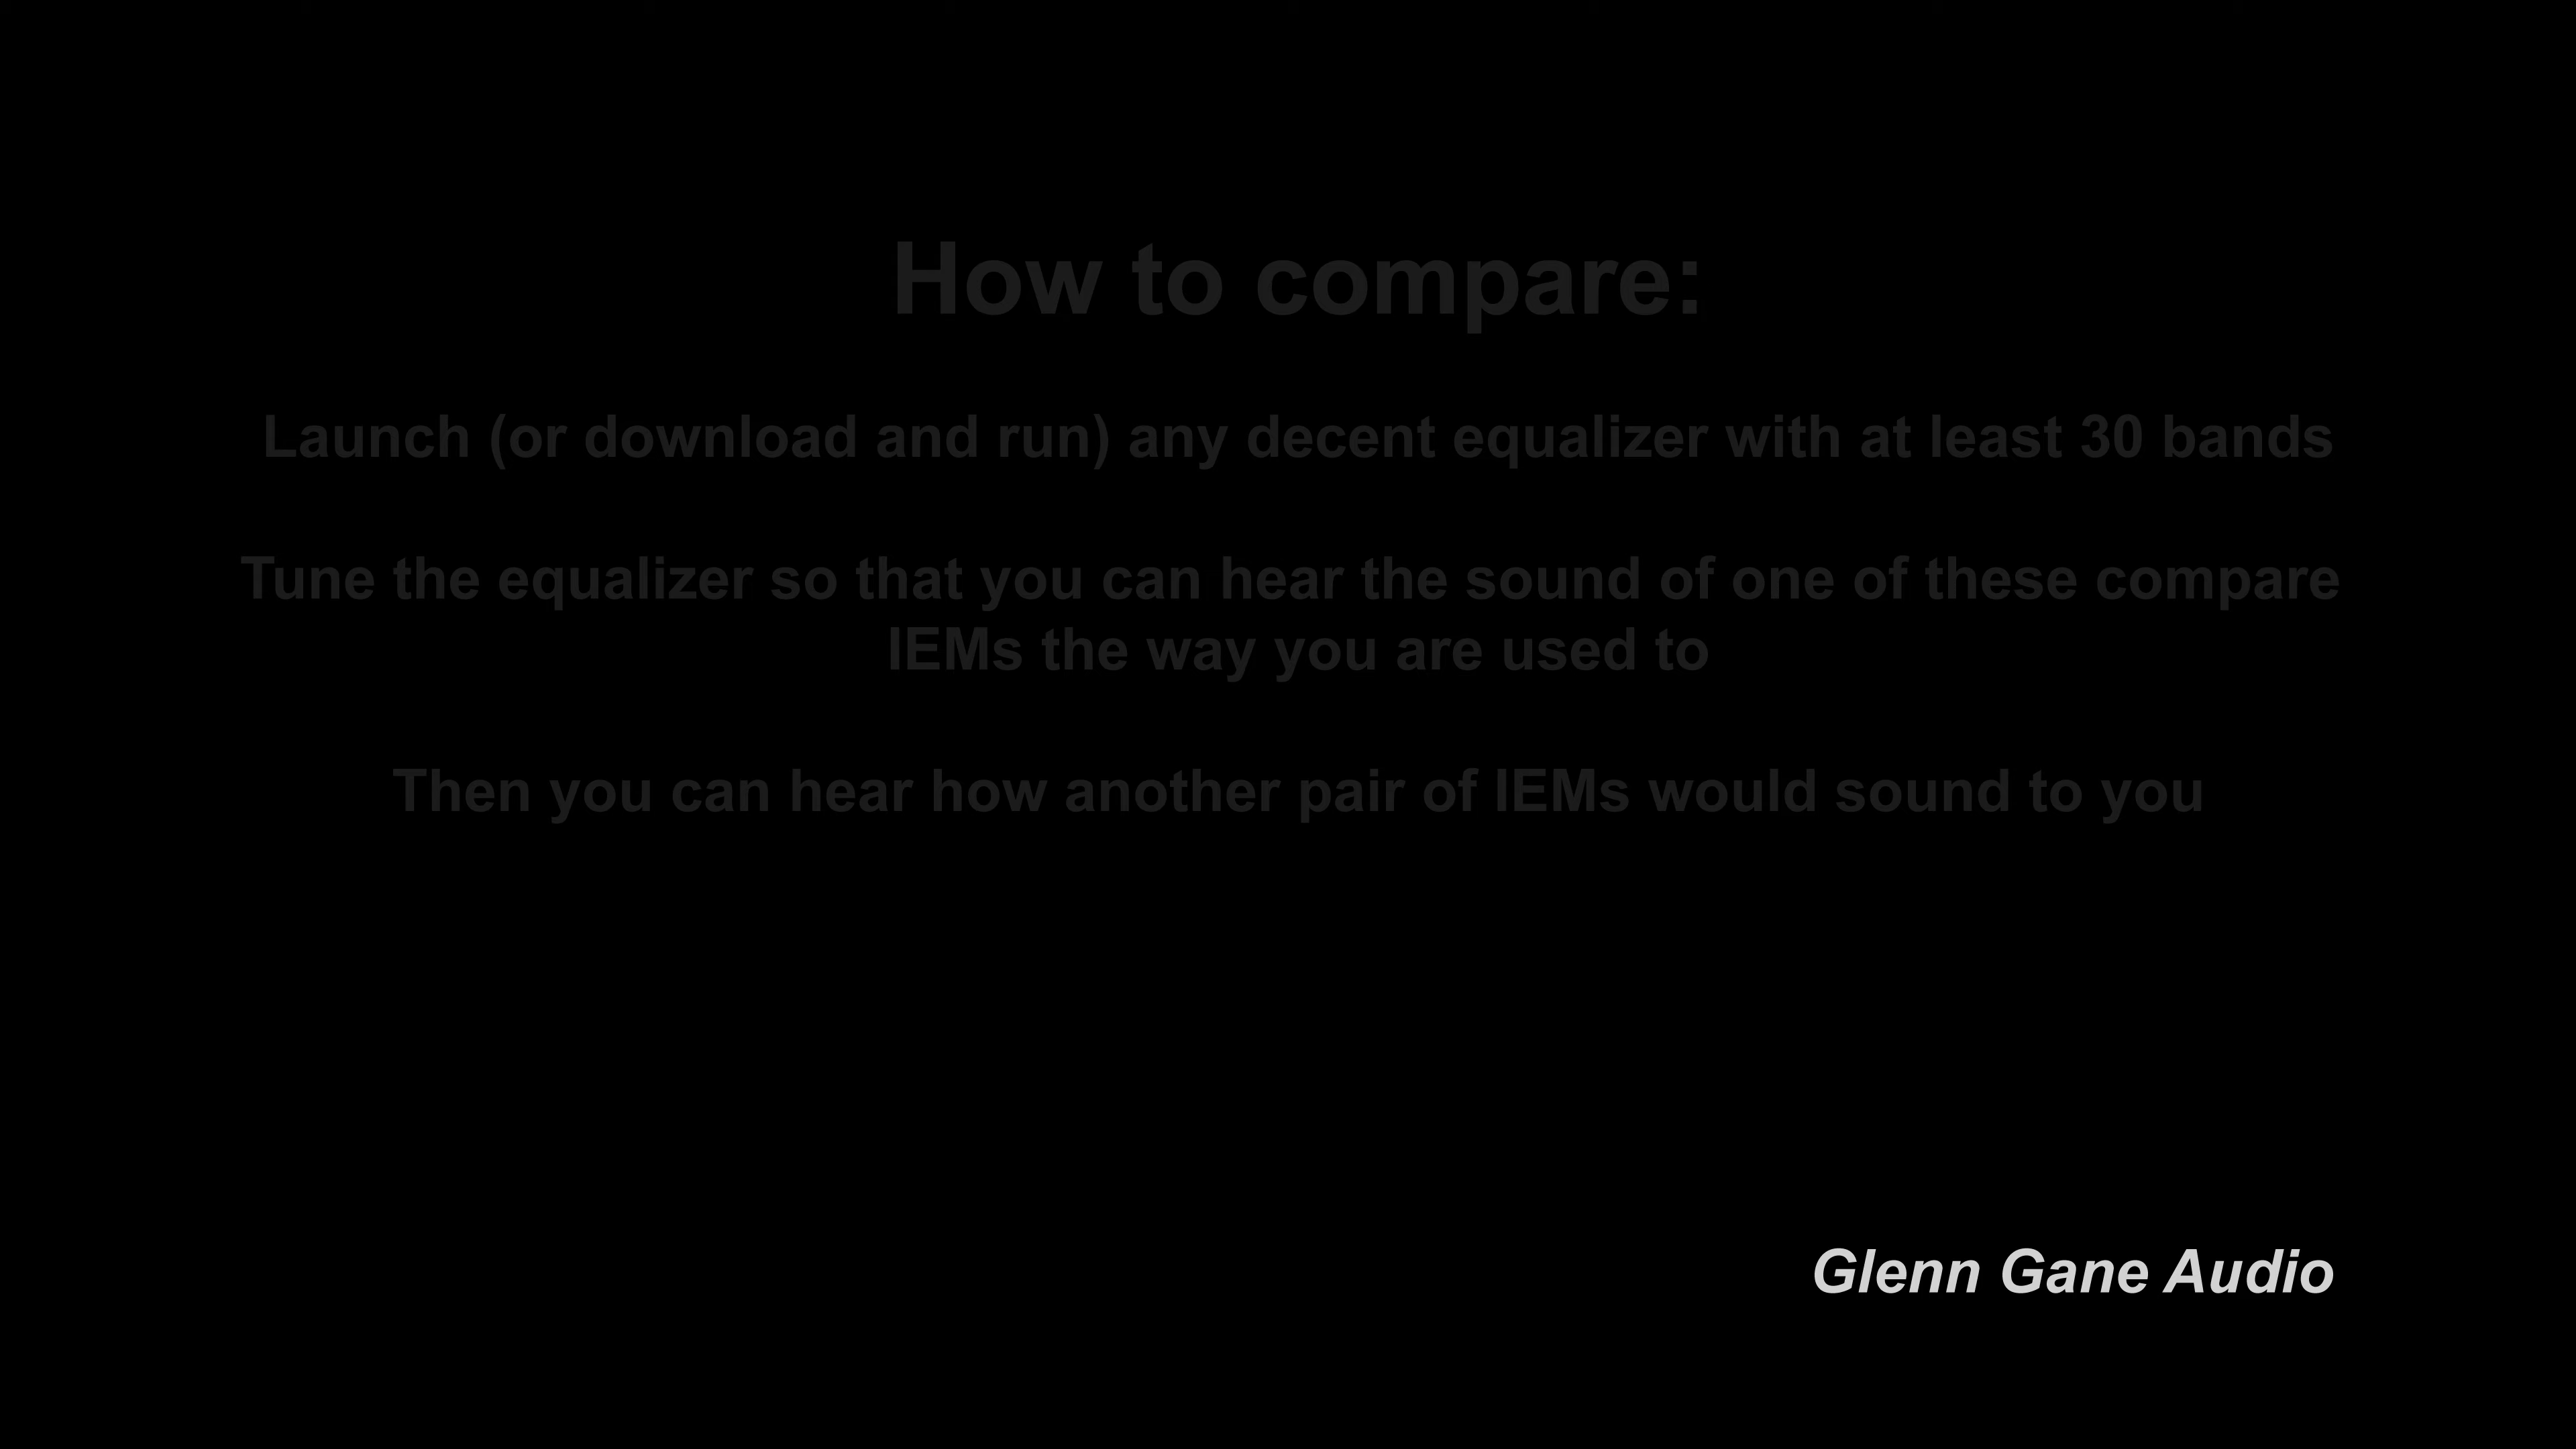 How to compare:
Launch (or download and run) any decent equalizer with at least 30 bands
Tune the equalizer so that you can hear the sound of one of these compare
IEMs the way you are used to
Then you can hear how another pair of IEMs would sound to you
Glenn Gane Audio